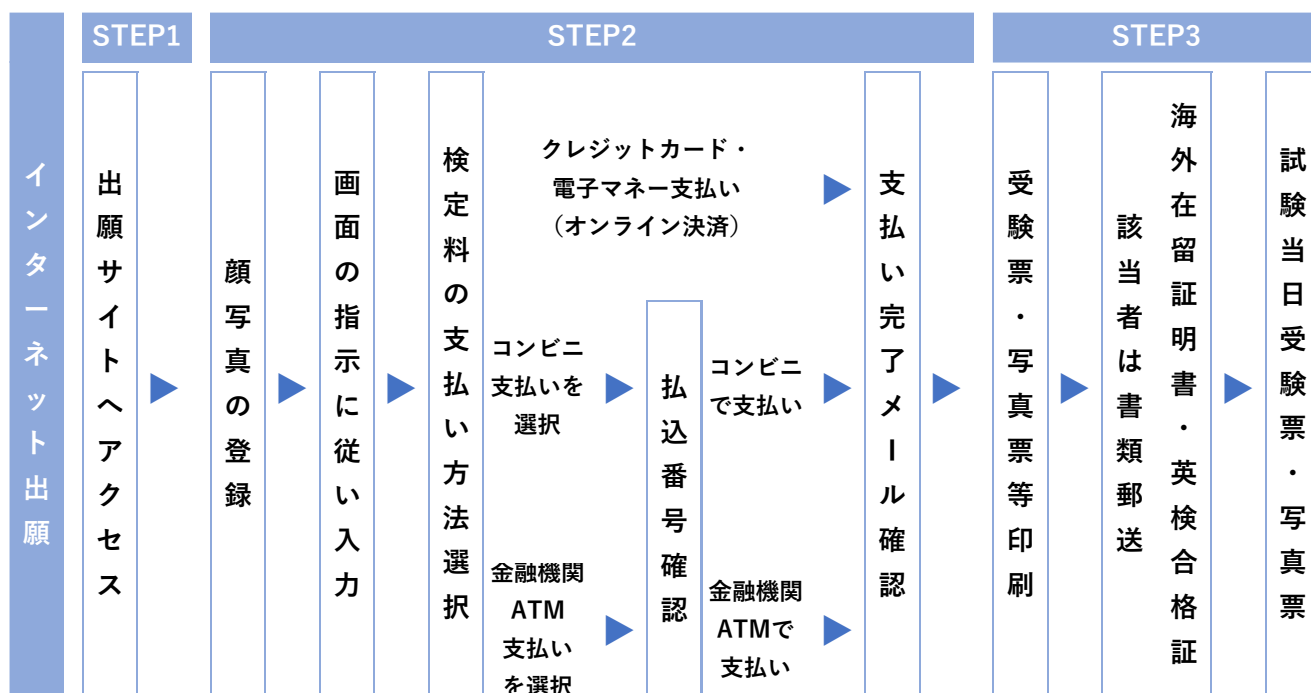 STEP1
STEP2
STEP3
インターネット出願
出願サイトへアクセス
顔写真の登録
画面の指示に従い入力
検定料の支払い方法選択
クレジットカード・
電子マネー支払い
（オンライン決済）
コンビニ
支払いを
選択
金融機関
ATM
支払い
を選択
払込番号確認
コンビニ
で支払い
金融機関
ATMで
支払い
支払い完了メール確認
受験票・写真票等印刷
海外在留証明書・英検合格証
該当者は書類郵送
試験当日受験票・写真票